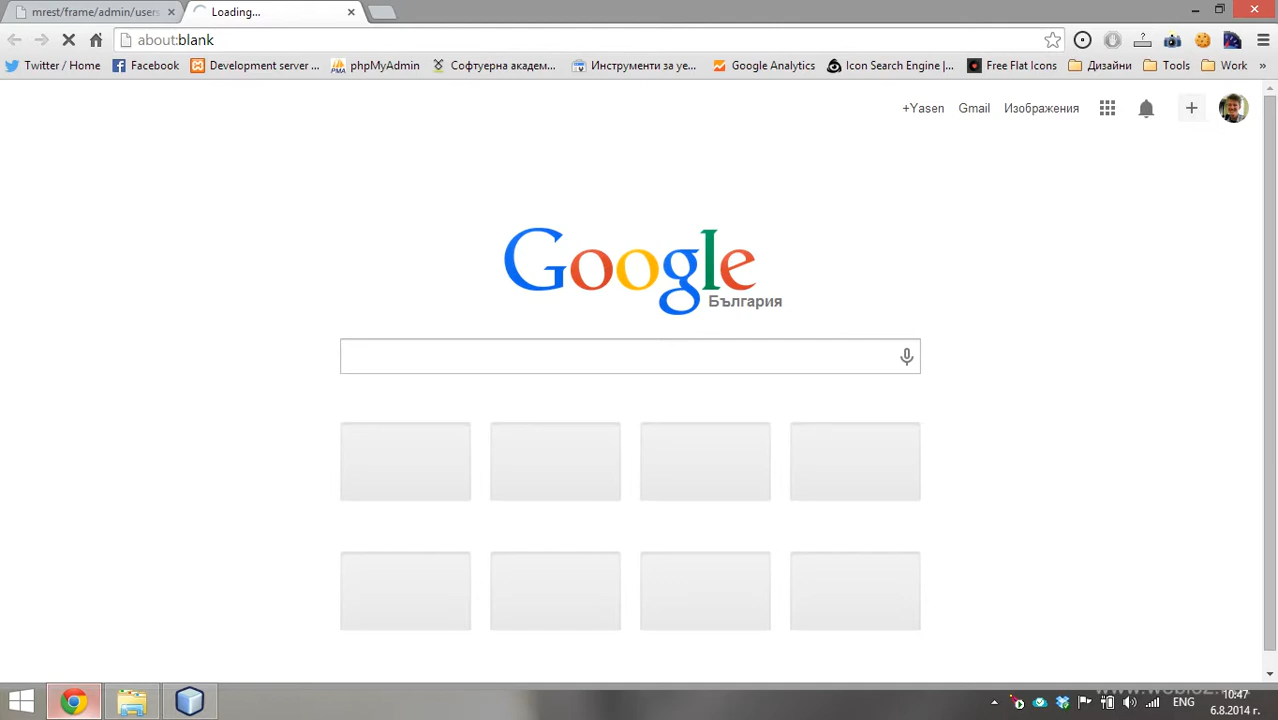 mrest/frame/admin/users
Loading...
about:blank
Twitter / Home
Facebook
Development server ...
phpMyAdmin
Софтуерна академ...
Инструменти за уе...
Google Analytics
Icon Search Engine |...
Free Flat Icons
Дизайни
Tools
Work
»
+Yasen
Gmail
Изображения
Google
България
ENG
10:47
6.8.2014 г.